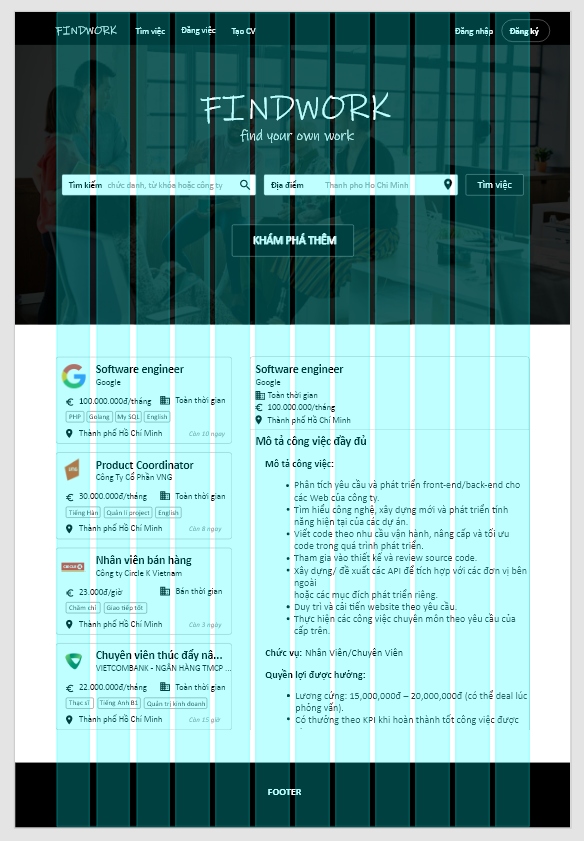 FINDWORK Tìm việc Đăng việc Tạo CV Đăng nhập Đăng ký
FINDWORK
find your own work
Tìm kiếm chức danh, từ khóa hoặc công ty Địa điểm Thành phố Hồ Chí Minh Tìm việc
KHÁM PHÁ THÊM
Software engineer
Google
100.000.000đ/tháng Toàn thời gian
PHP Golang My SQL English
Thành phố Hồ Chí Minh Còn 10 ngày
Product Coordinator
Công Ty Cổ Phần VNG
30.000.000đ/tháng Toàn thời gian
Tiếng Hàn Quản lí project English
Thành phố Hồ Chí Minh Còn 8 ngày
CIRCLE K
Nhân viên bán hàng
Công ty Circle K Vietnam
23.000đ/giờ Bán thời gian
Chăm chỉ Giao tiếp tốt
Thành phố Hồ Chí Minh Còn 3 ngày
Chuyên viên thúc đẩy nâ...
VIETCOMBANK - NGÂN HÀNG TMCP ...
22.000.000đ/tháng Toàn thời gian
Thạc sĩ Tiếng Anh B1 Quản trị kinh doanh
Thành phố Hồ Chí Minh Còn 15 giờ
Software engineer
Google
Toàn thời gian
100.000.000/tháng
Thành phố Hồ Chí Minh
Mô tả công việc đầy đủ
Mô tả công việc:
• Phân tích yêu cầu và phát triển front-end/back-end cho
các Web của công ty.
• Tìm hiểu công nghệ, xây dựng mới và phát triển tính
năng hiện tại của các dự án.
• Viết code theo nhu cầu vận hành, nâng cấp và tối ưu
code trong quá trình phát triển.
• Tham gia vào thiết kế và review source code.
• Xây dựng/ đề xuất các API để tích hợp với các đơn vị bên
ngoài
hoặc các mục đích phát triển riêng.
• Duy trì và cải tiến website theo yêu cầu.
• Thực hiện các công việc chuyên môn theo yêu cầu của
cấp trên.
Chức vụ: Nhân Viên/Chuyên Viên
Quyền lợi được hưởng:
• Lương cứng: 15,000,000đ – 20,000,000đ (có thể deal lúc
phỏng vấn).
• Có thưởng theo KPI khi hoàn thành tốt công việc được
FOOTER